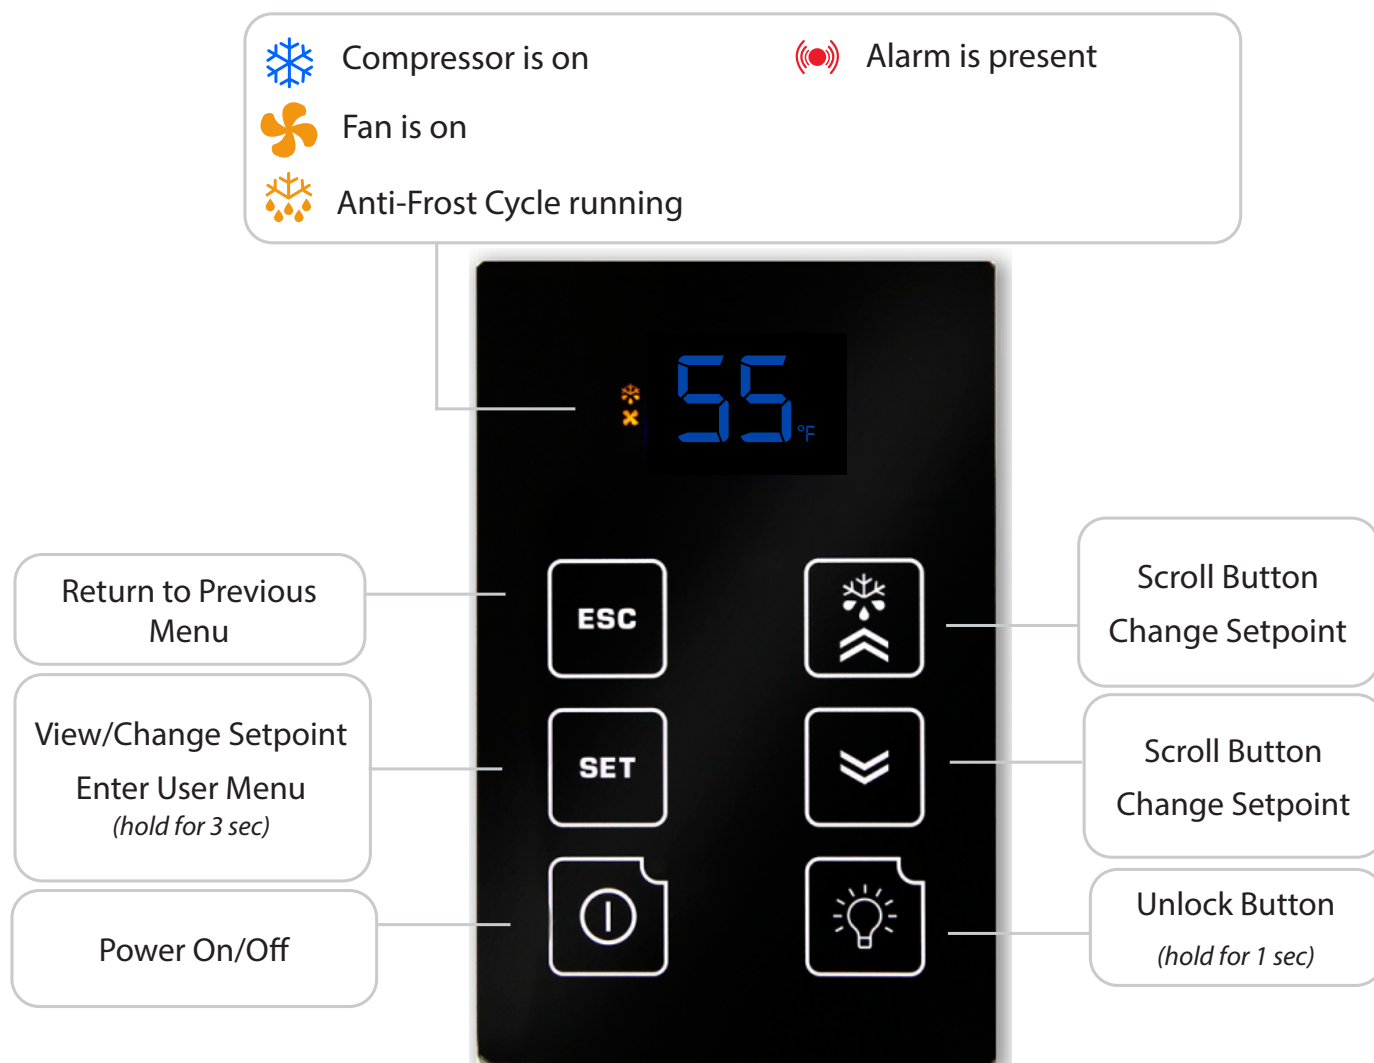 Compressor is on
Alarm is present
Fan is on
Anti-Frost Cycle running
55 °F
Return to Previous
Menu
ESC
Scroll Button
Change Setpoint
View/Change Setpoint
Enter User Menu
(hold for 3 sec)
SET
Scroll Button
Change Setpoint
Power On/Off
Unlock Button
(hold for 1 sec)